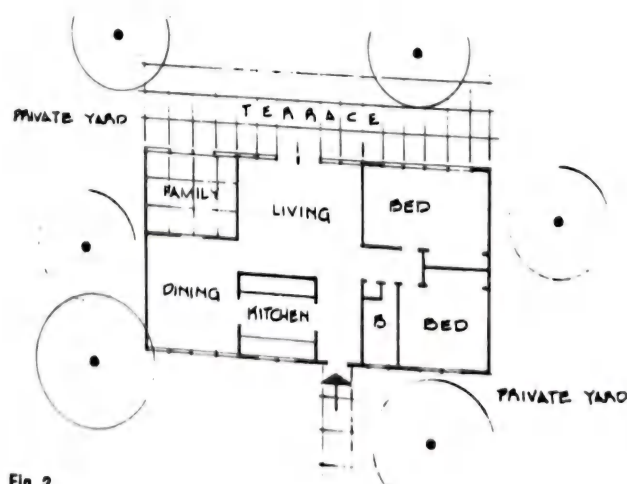 TERRACE
PRIVATE YARD
FAMILY
LIVING
BED
DINING
KITCHEN
B
BED
PRIVATE YARD
Fig. 2